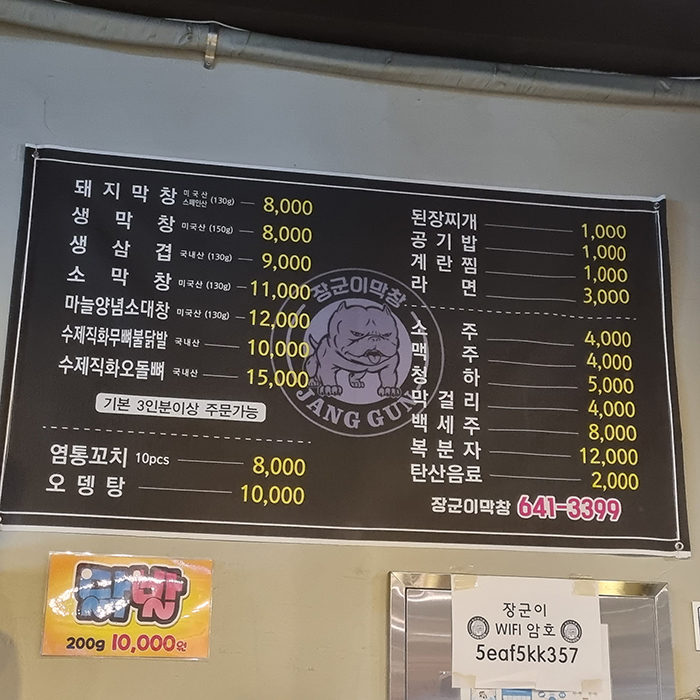 돼지막창 미국산 스페인산 (130g) 8,000
생막창 미국산 (150g) 8,000
생삼겹 국내산 (130g) 9,000
소막창 미국산 (130g) 11,000
마늘양념소대창 미국산 (130g) 12,000
수제직화무뼈불닭발 국내산 10,000
수제직화오돌뼈 국내산 15,000
기본 3인분이상 주문가능
염통꼬치 10pcs 8,000
오뎅탕 10,000
장군이막창
JANG GUN
된장찌개 1,000
공기밥 1,000
계란찜 1,000
라면 3,000
소주 4,000
맥주 4,000
청하 5,000
막걸리 4,000
백세주 8,000
복분자 12,000
탄산음료 2,000
장군이막창 641-3399
200g 10,000원
장군이
WIFI 암호
5eaf5kk357